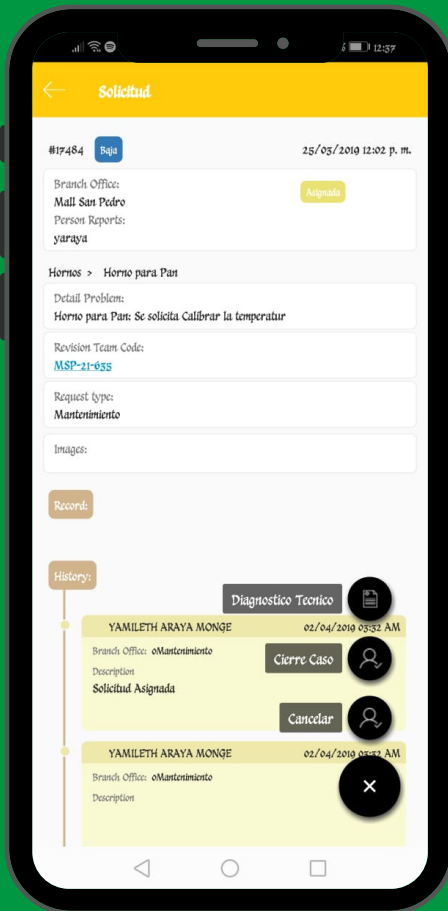 12:37
Solicitud
#17484 Baja 25/03/2019 12:02 p. m.
Branch Office:
Asignada
Mall San Pedro
Person Reports:
yaraya
Hornos > Horno para Pan
Detail Problem:
Horno para Pan: Se solicita Calibrar la temperatur
Revision Team Code:
MSP-21-635
Request type:
Mantenimiento
Images:
Record:
History:
Diagnostico Tecnico
YAMILETH ARAYA MONGE 02/04/2019 03:32 AM
Branch Office: 0Mantenimiento
Cierre Caso
Description
Solicitud Asignada
Cancelar
YAMILETH ARAYA MONGE 02/04/2019 03:32 AM
Branch Office: 0Mantenimiento
Description